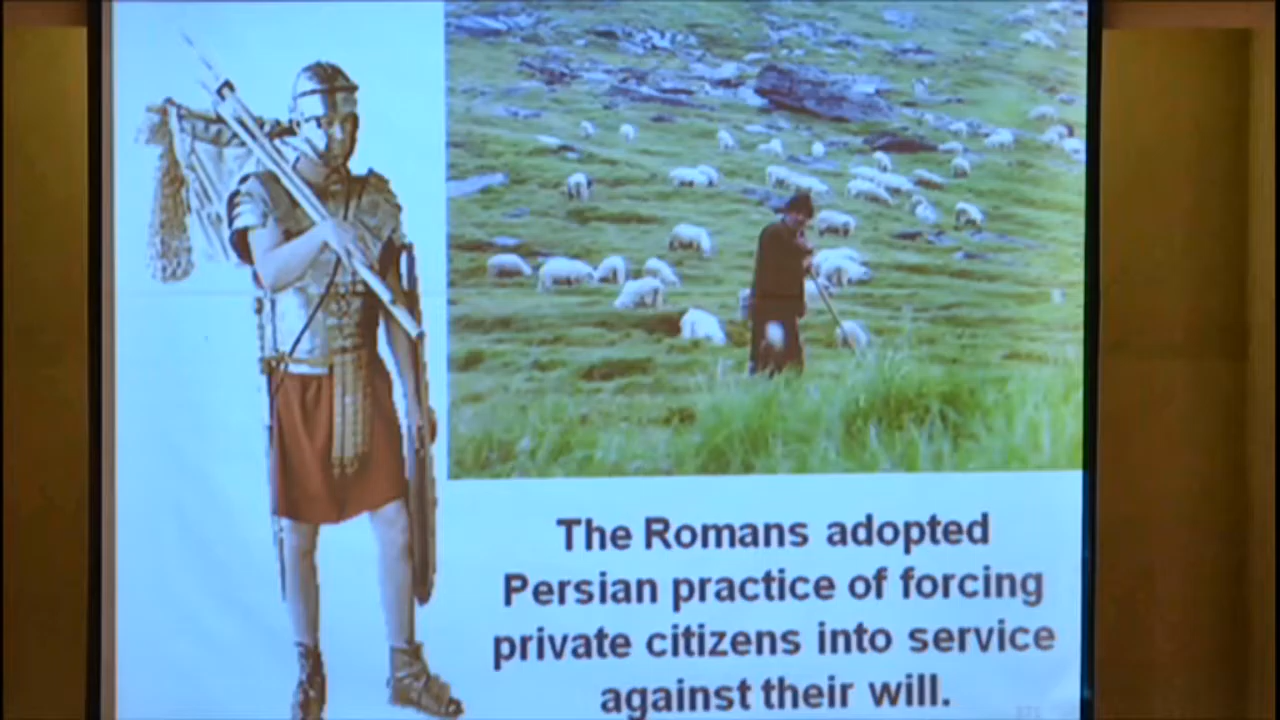 The Romans adopted
Persian practice of forcing
private citizens into service
against their will.